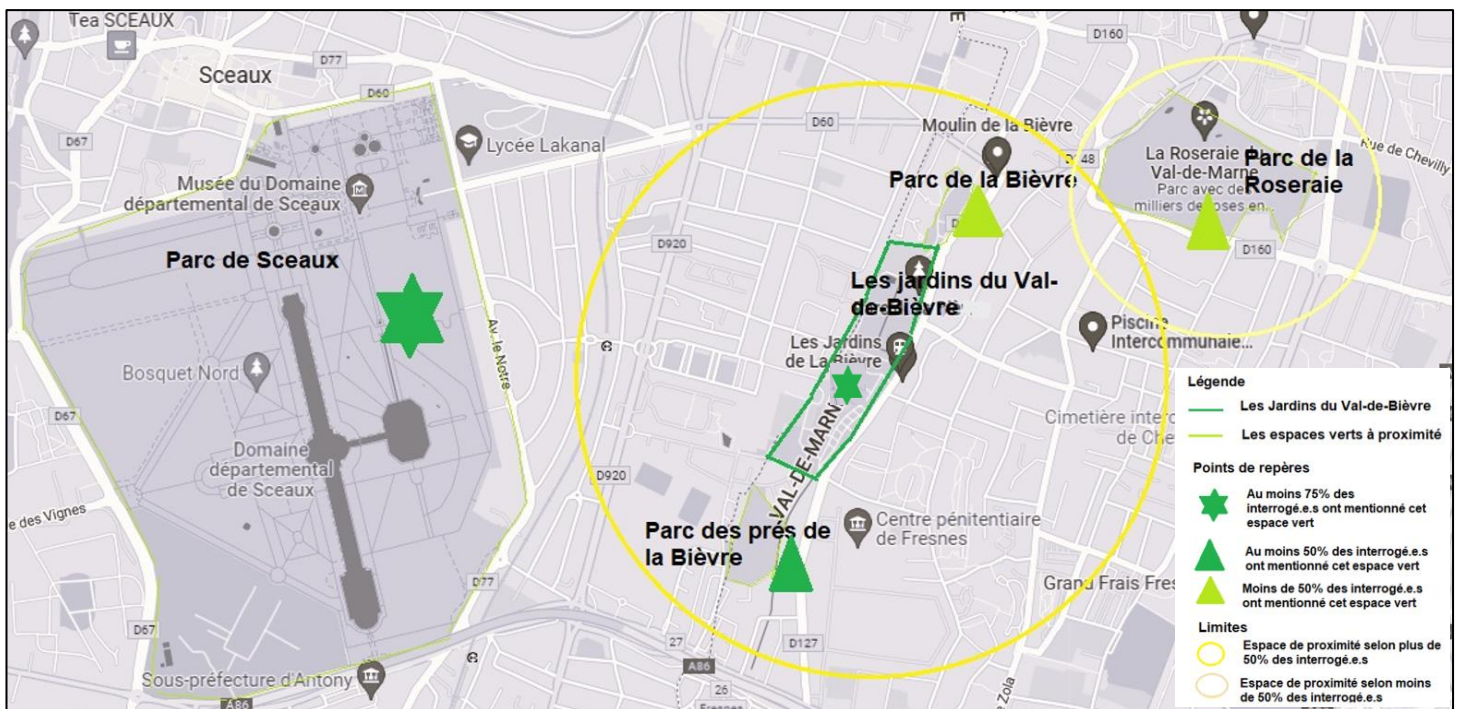 Tea SCEAUX
Sceaux
D77
D60
D67
Lycée Lakanal
Musée du Domaine
départemental de Sceaux
Parc de Sceaux
Bosquet Nord
Av. le Nôtre
D67
Domaine
départemental
de Sceaux
e des Vignes
D67
D77
Sous-préfecture d'Antony
A86
D920
D920
D60
Moulin de la Bièvre
Parc de la Bièvre
D160
D148
La Roseraie
Val-de-Marne
Parc avec des
milliers de roses en...
Parc de la
Roseraie
Rue de Chevilly
D160
Les jardins du Val-
de-Bièvre
Les Jardins
de La Bièvre
Piscine
Intercommunale...
Cimetière interc
de Che
VAL-DE-MARN
Parc des prés de
la Bièvre
Centre pénitentiaire
de Fresnes
Grand Frais Fres
27
A86
26
Fresnes
D127
Zola
Légende
Les Jardins du Val-de-Bièvre
Les espaces verts à proximité
Points de repères
Au moins 75% des
interrogé.e.s ont mentionné cet
espace vert
Au moins 50% des interrogé.e.s
ont mentionné cet espace vert
Moins de 50% des interrogé.e.s
ont mentionné cet espace vert
Limites
Espace de proximité selon plus de
50% des interrogé.e.s
Espace de proximité selon moins
de 50% des interrogé.e.s